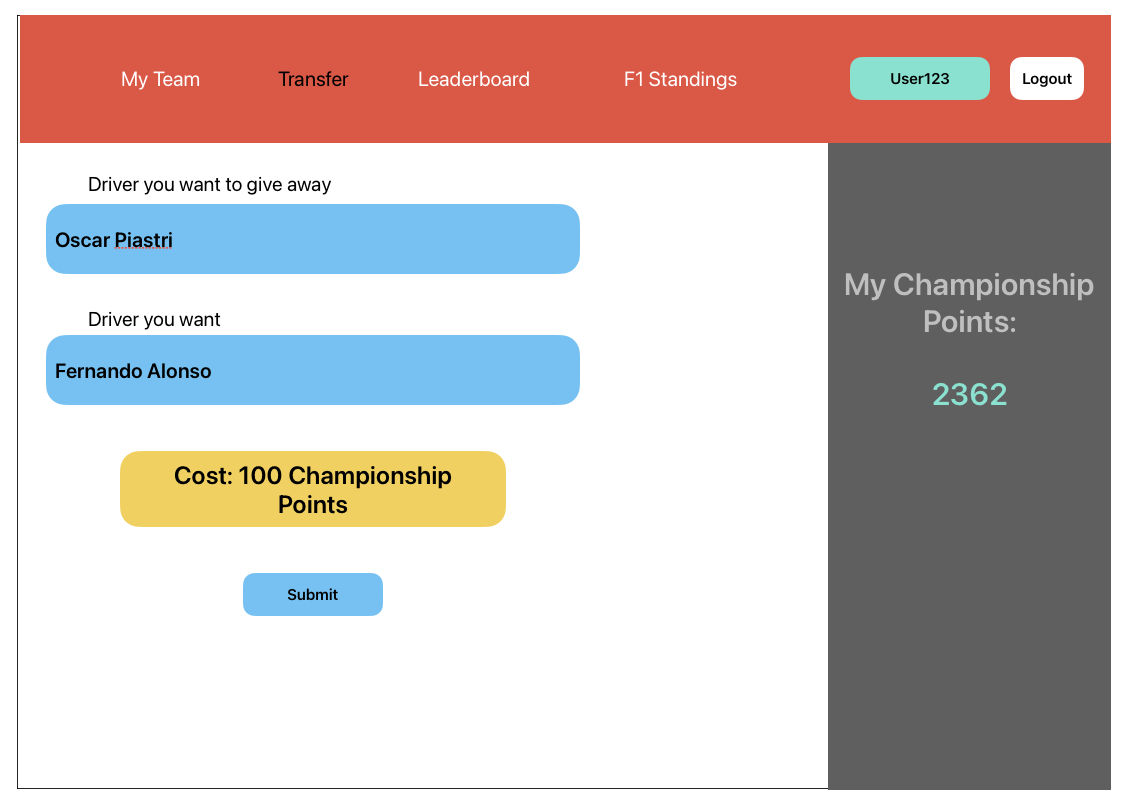 My Team Transfer Leaderboard F1 Standings User123 Logout
Driver you want to give away
Oscar Piastri
Driver you want
Fernando Alonso
Cost: 100 Championship
Points
Submit
My Championship
Points:
2362